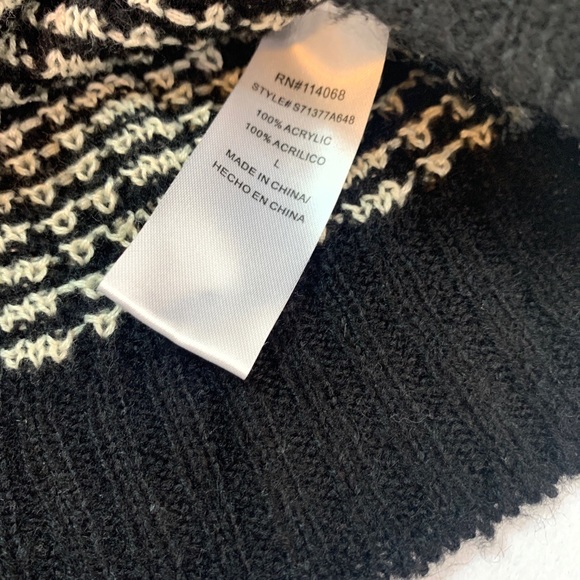 RN#114068
STYLE# S71377A648
100% ACRYLIC
100% ACRILICO
L
MADE IN CHINA/
HECHO EN CHINA